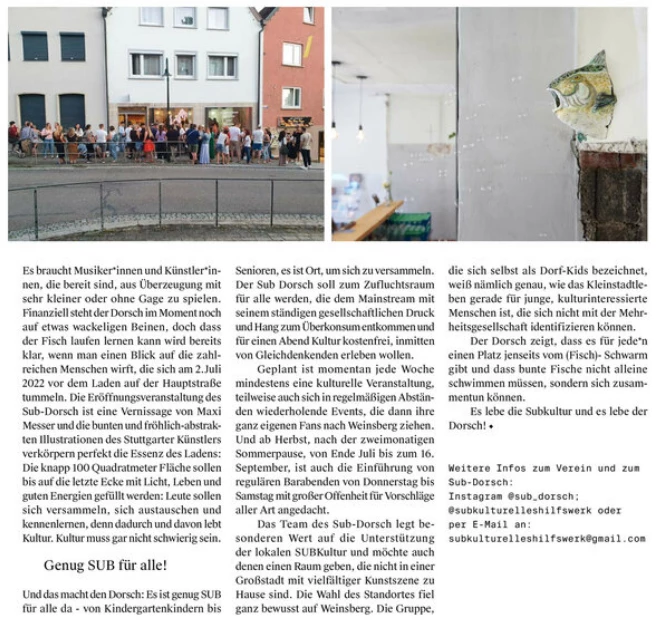 Es braucht Musiker*innen und Künstler*in-
nen, die bereit sind, aus Überzeugung mit
sehr kleiner oder ohne Gage zu spielen.
Finanziell steht der Dorsch im Moment noch
auf etwas wackeligen Beinen, doch dass
der Fisch laufen lernen kann wird bereits
klar, wenn man einen Blick auf die zahl-
reichen Menschen wirft, die sich am 2. Juli
2022 vor dem Laden auf der Hauptstraße
tummeln. Die Eröffnungsveranstaltung des
Sub-Dorsch ist eine Vernissage von Maxi
Messer und die bunten und fröhlich-abstrak-
ten Illustrationen des Stuttgarter Künstlers
verkörpern perfekt die Essenz des Ladens:
Die knapp 100 Quadratmeter Fläche sollen
bis auf die letzte Ecke mit Licht, Leben und
guten Energien gefüllt werden: Leute sollen
sich versammeln, sich austauschen und
kennenlernen, denn dadurch und davon lebt
Kultur. Kultur muss gar nicht schwierig sein.
Genug SUB für alle!
Und das macht den Dorsch: Es ist genug SUB
für alle da - von Kindergartenkindern bis
Senioren, es ist Ort, um sich zu versammeln.
Der Sub Dorsch soll zum Zufluchtsraum
für alle werden, die dem Mainstream mit
seinem ständigen gesellschaftlichen Druck
und Hang zum Überkonsum entkommen und
für einen Abend Kultur kostenfrei, inmitten
von Gleichdenkenden erleben wollen.
Geplant ist momentan jede Woche
mindestens eine kulturelle Veranstaltung,
teilweise auch sich in regelmäßigen Abstän-
den wiederholende Events, die dann ihre
ganz eigenen Fans nach Weinsberg ziehen.
Und ab Herbst, nach der zweimonatigen
Sommerpause, von Ende Juli bis zum 16.
September, ist auch die Einführung von
regulären Barabenden von Donnerstag bis
Samstag mit großer Offenheit für Vorschläge
aller Art angedacht.
Das Team des Sub-Dorsch legt be-
sonderen Wert auf die Unterstützung
der lokalen SUBKultur und möchte auch
denen einen Raum geben, die nicht in einer
Großstadt mit vielfältiger Kunstszene zu
Hause sind. Die Wahl des Standortes fiel
ganz bewusst auf Weinsberg. Die Gruppe,
die sich selbst als Dorf-Kids bezeichnet,
weiß nämlich genau, wie das Kleinstadtle-
ben gerade für junge, kulturinteressierte
Menschen ist, die sich nicht mit der Mehr-
heitsgesellschaft identifizieren können.
Der Dorsch zeigt, dass es für jede*n
einen Platz jenseits vom (Fisch)- Schwarm
gibt und dass bunte Fische nicht alleine
schwimmen müssen, sondern sich zusam-
mentun können.
Es lebe die Subkultur und es lebe der
Dorsch! ♦
Weitere Infos zum Verein und zum
Sub-Dorsch:
Instagram @sub_dorsch;
@subkulturelleshilfswerk oder
per E-Mail an:
subkulturelleshilfswerk@gmail.com